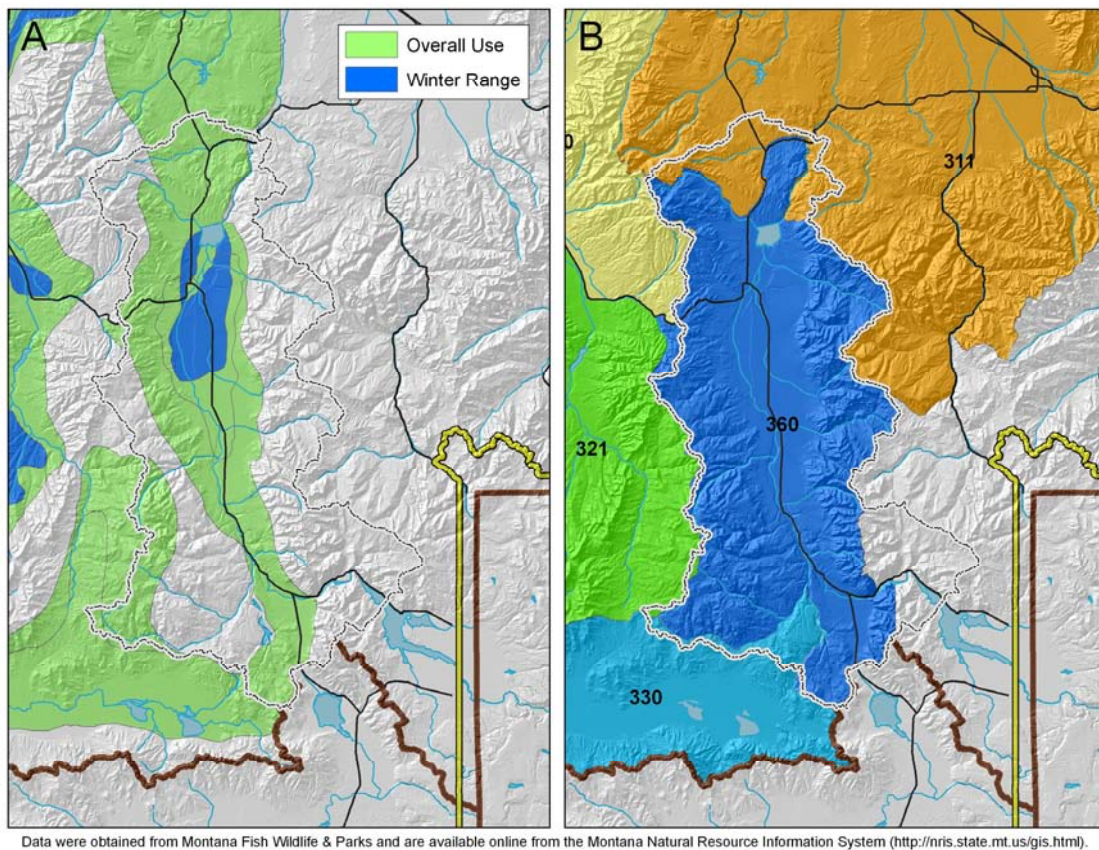 A
Overall Use
Winter Range
B
0
311
360
321
330
Data were obtained from Montana Fish Wildlife & Parks and are available online from the Montana Natural Resource Information System (http://nris.state.mt.us/gis.html).